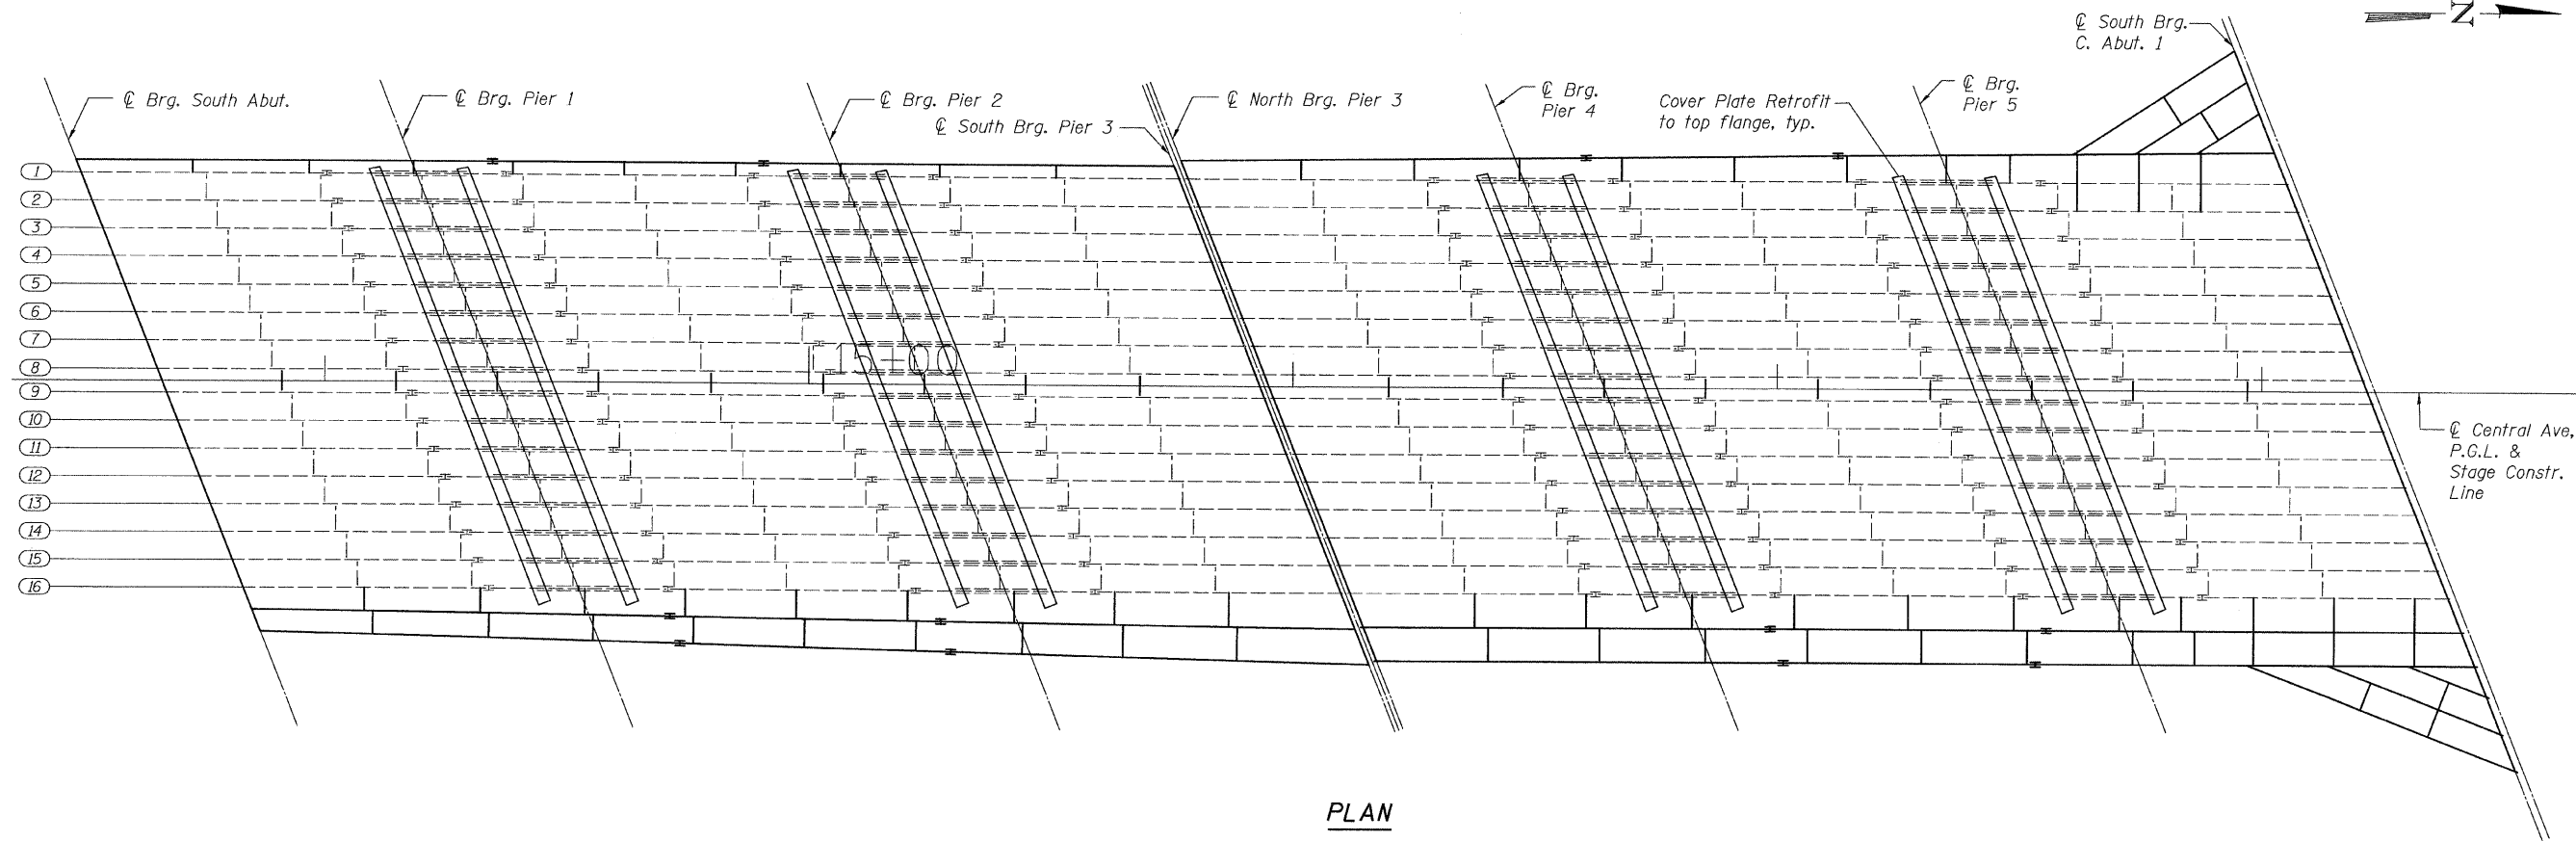 N
℄ South Brg.
C. Abut. 1
℄ Brg. South Abut.
℄ Brg. Pier 1
℄ Brg. Pier 2
℄ South Brg. Pier 3
℄ North Brg. Pier 3
℄ Brg.
Pier 4
Cover Plate Retrofit
to top flange, typ.
℄ Brg.
Pier 5
1
2
3
4
5
6
7
8
9
10
11
12
13
14
15
16
15+00
℄ Central Ave,
P.G.L. &
Stage Constr.
Line
PLAN